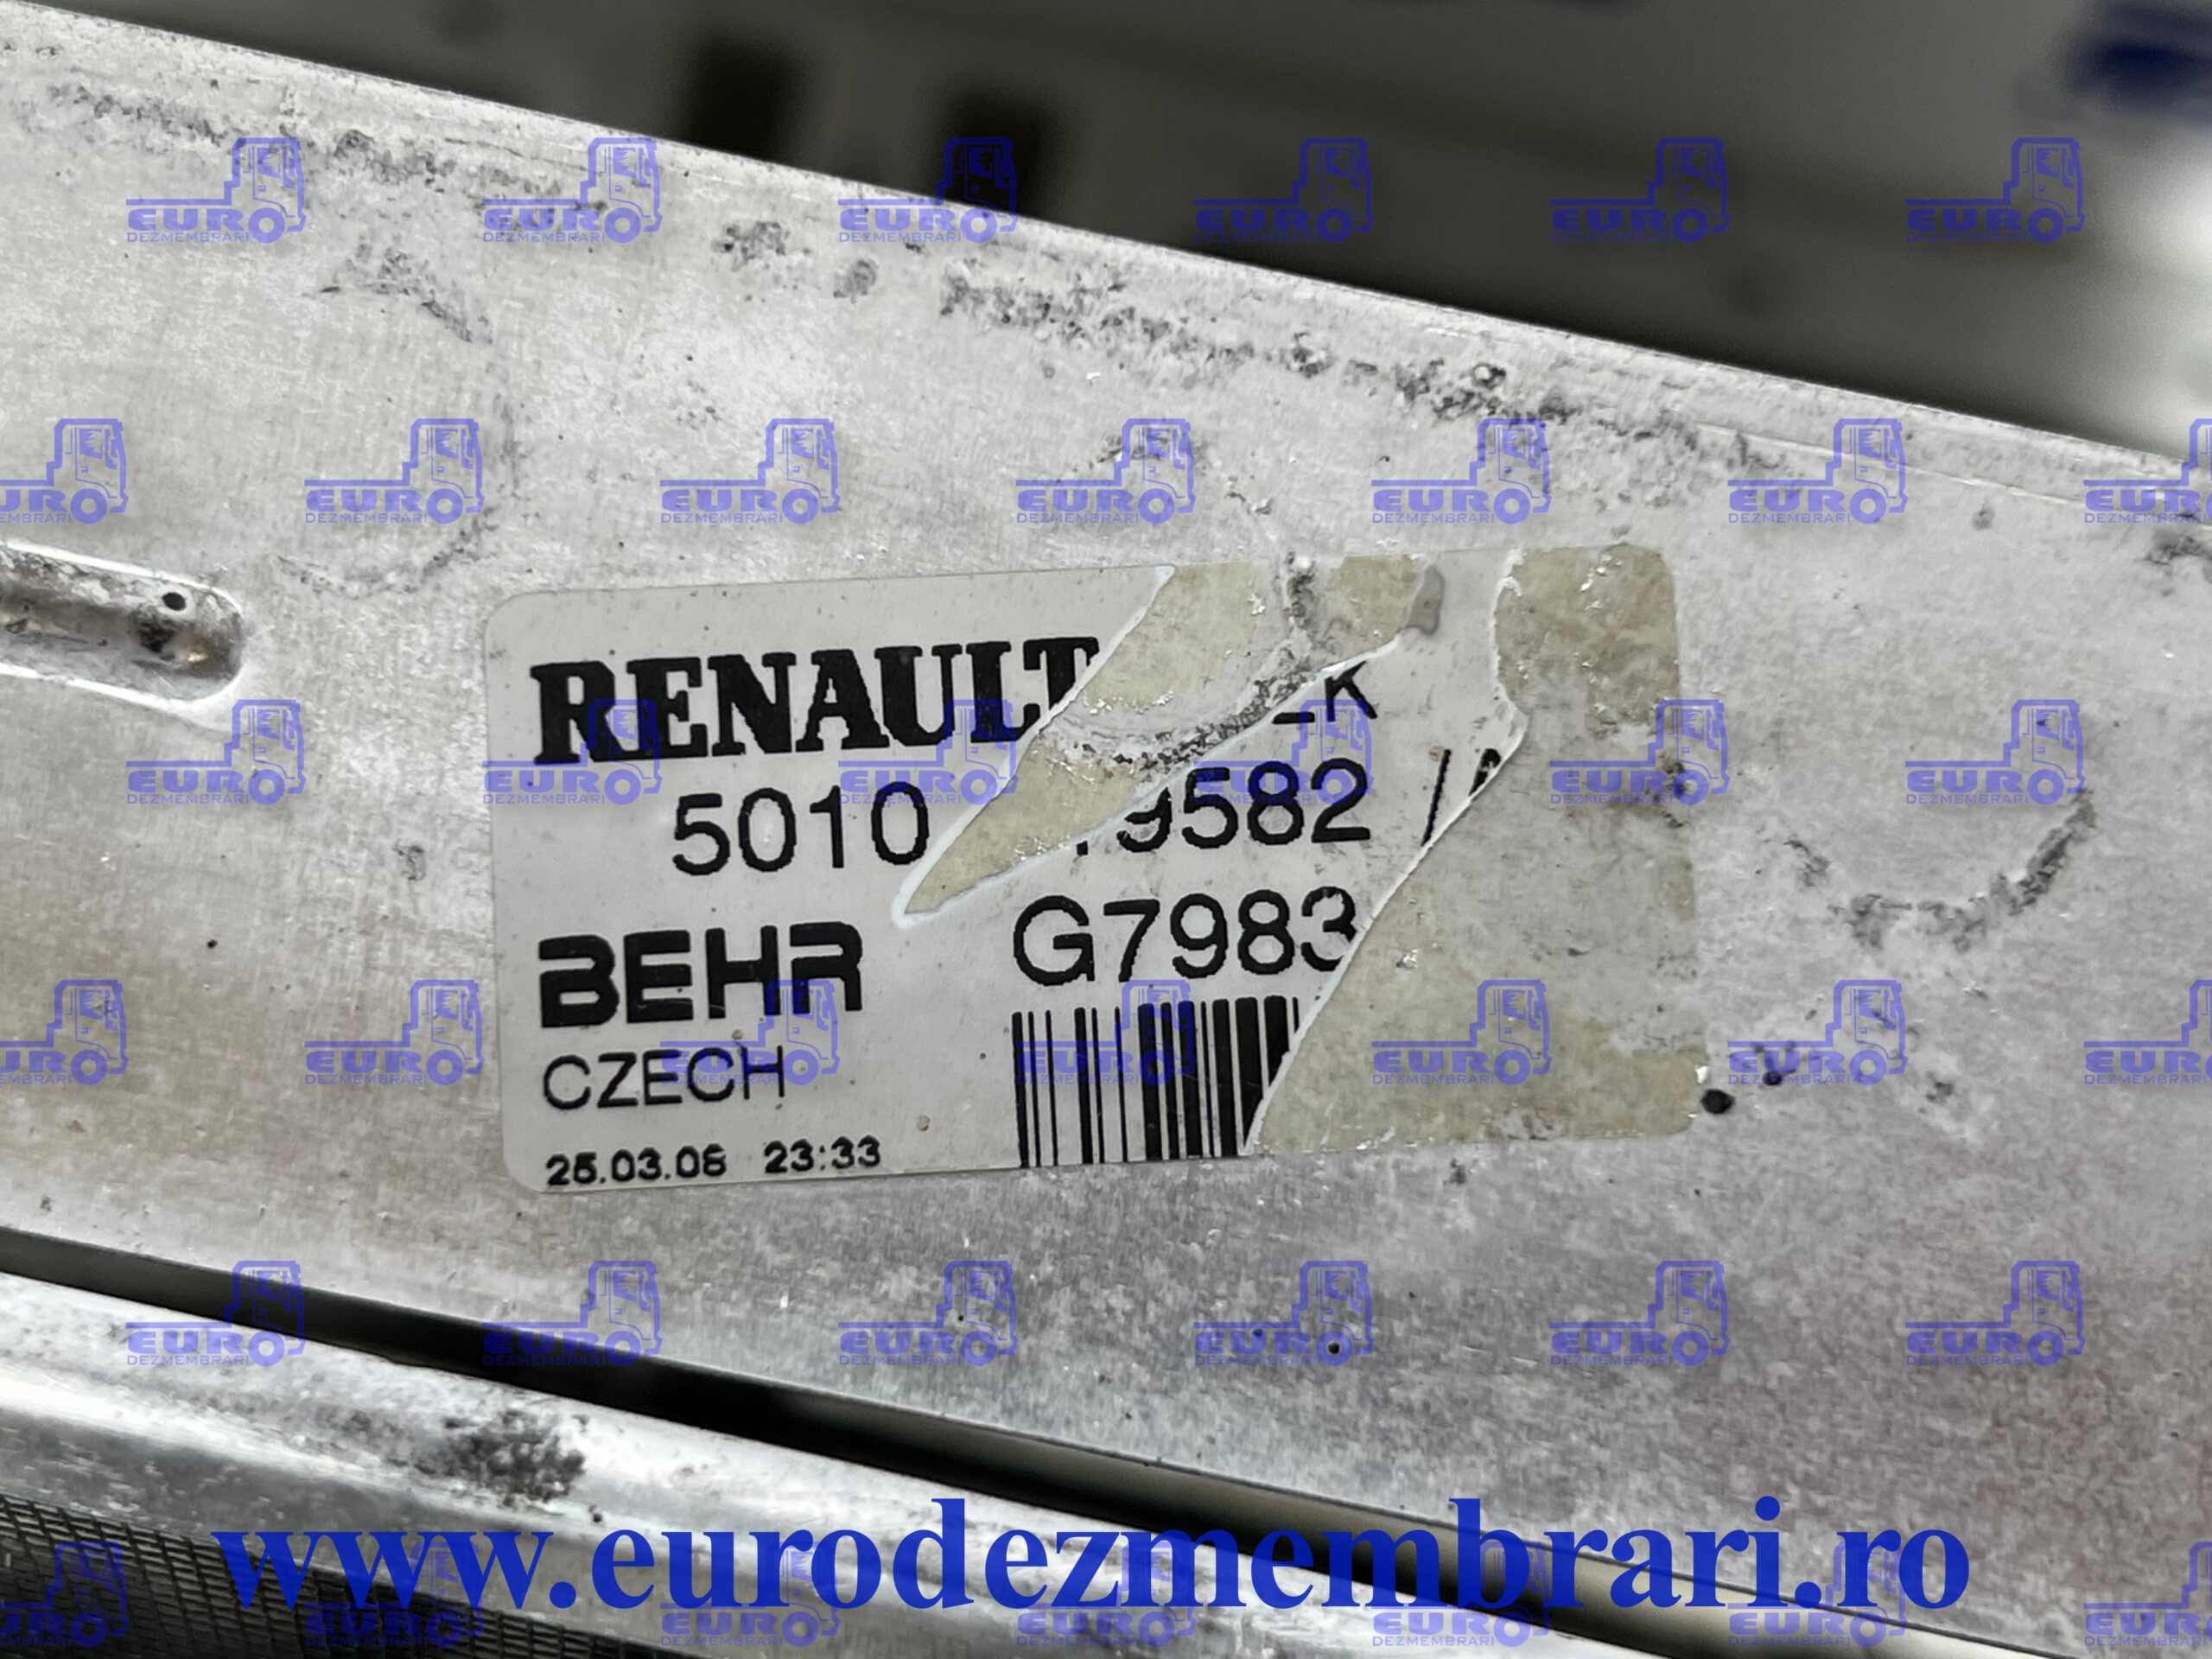 RENAULT
5010 9582 /
BEHR G7983
CZECH
25.03.08 23:33
www.eurodezmembrari.ro
EURO
DEZMEMBRARI